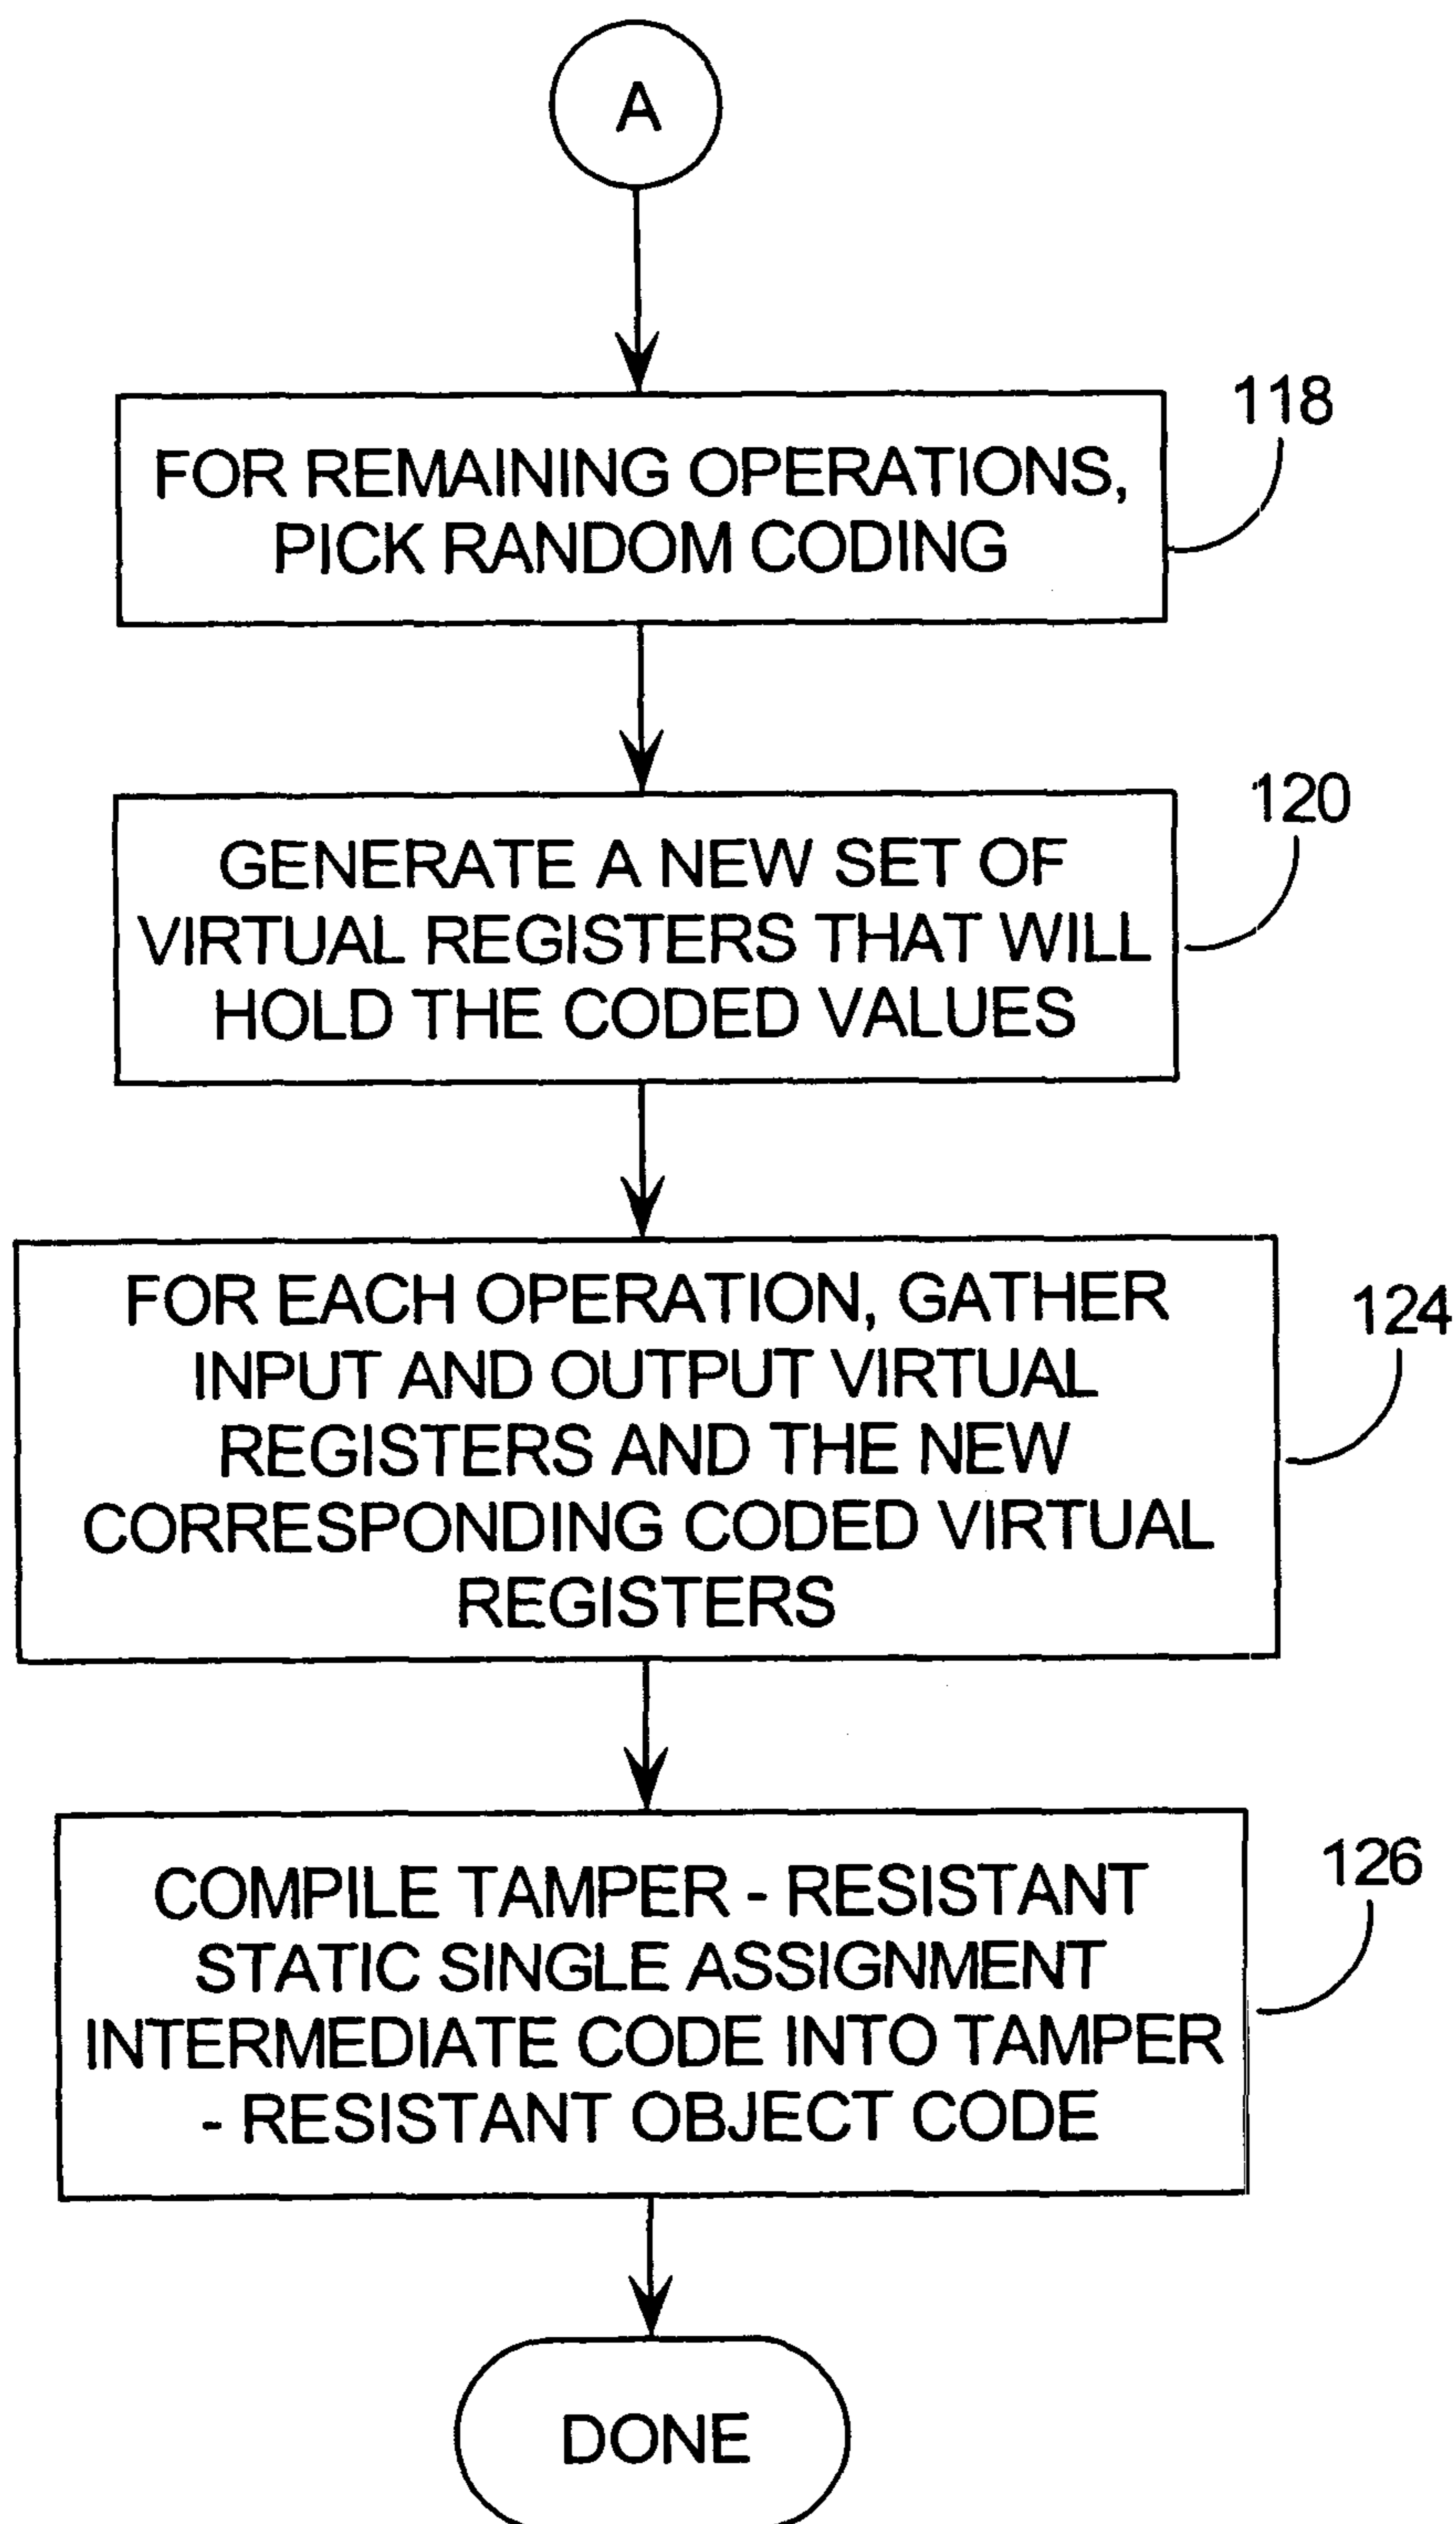 A
118
FOR REMAINING OPERATIONS,
PICK RANDOM CODING
120
GENERATE A NEW SET OF
VIRTUAL REGISTERS THAT WILL
HOLD THE CODED VALUES
124
FOR EACH OPERATION, GATHER
INPUT AND OUTPUT VIRTUAL
REGISTERS AND THE NEW
CORRESPONDING CODED VIRTUAL
REGISTERS
126
COMPILE TAMPER - RESISTANT
STATIC SINGLE ASSIGNMENT
INTERMEDIATE CODE INTO TAMPER
- RESISTANT OBJECT CODE
DONE